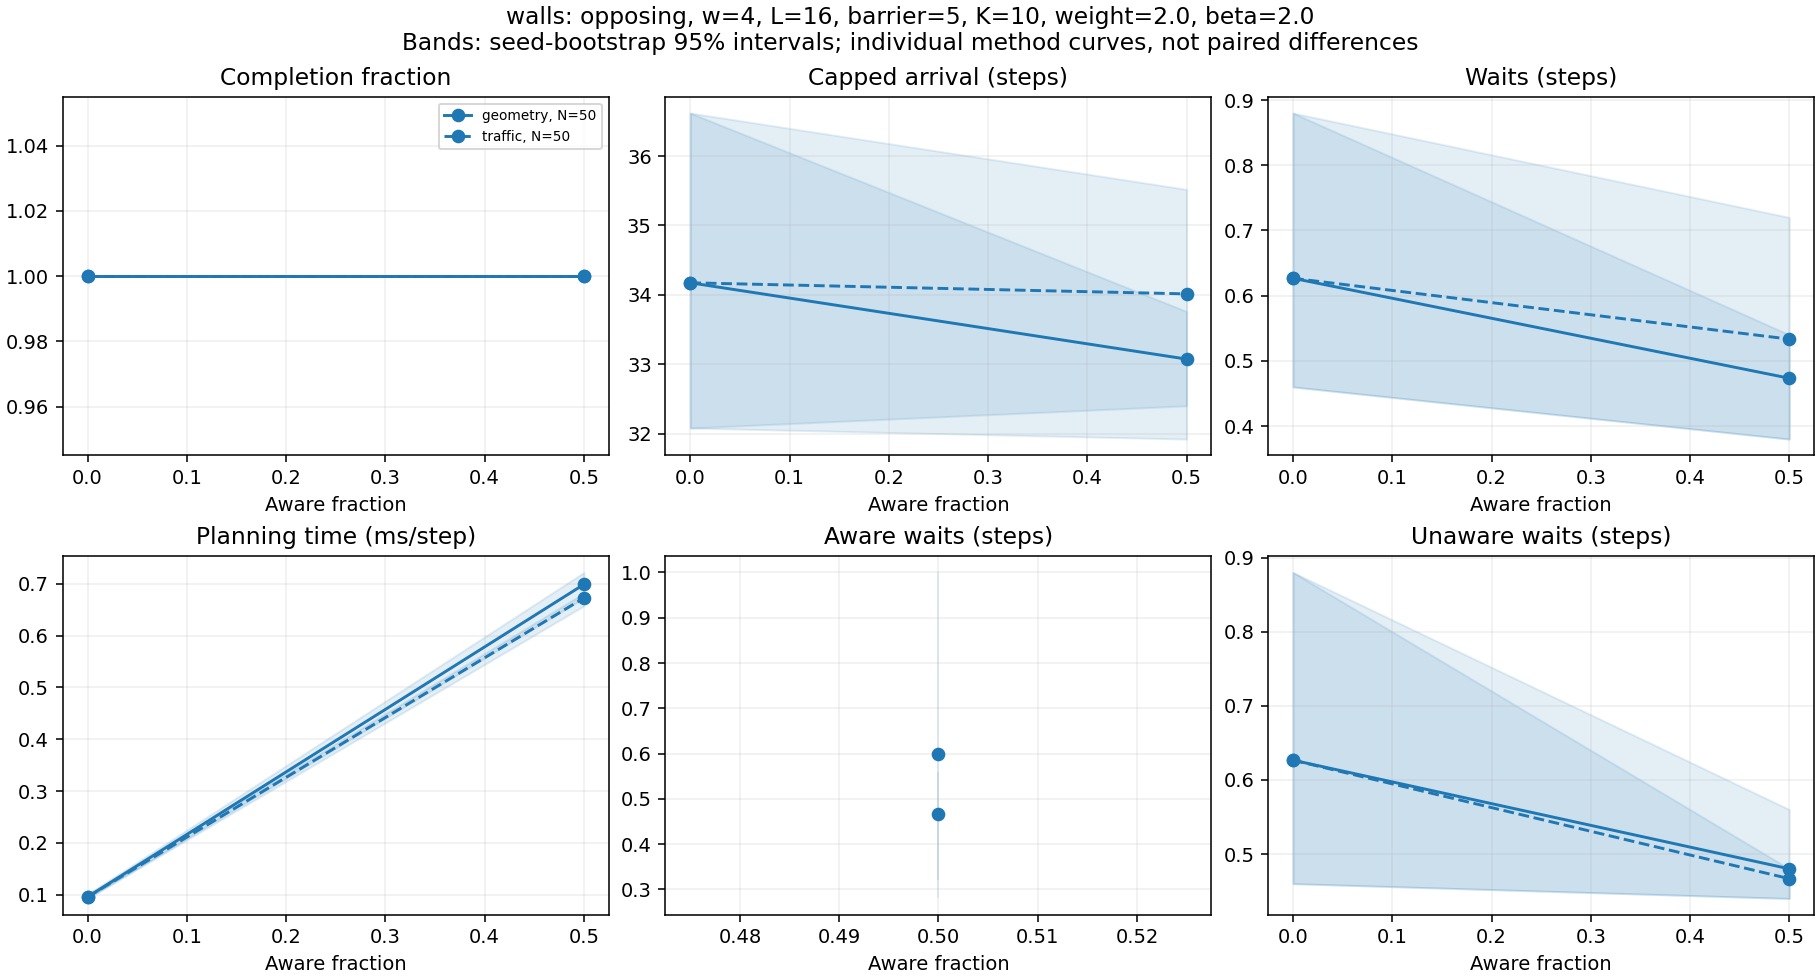 walls: opposing, w=4, L=16, barrier=5, K=10, weight=2.0, beta=2.0
Bands: seed-bootstrap 95% intervals; individual method curves, not paired differences
Completion fraction
geometry, N=50
traffic, N=50
1.04
1.02
1.00
0.98
0.96
0.0 0.1 0.2 0.3 0.4 0.5
Aware fraction
Capped arrival (steps)
36
35
34
33
32
0.0 0.1 0.2 0.3 0.4 0.5
Aware fraction
Waits (steps)
0.9
0.8
0.7
0.6
0.5
0.4
0.0 0.1 0.2 0.3 0.4 0.5
Aware fraction
Planning time (ms/step)
0.7
0.6
0.5
0.4
0.3
0.2
0.1
0.0 0.1 0.2 0.3 0.4 0.5
Aware fraction
Aware waits (steps)
1.0
0.9
0.8
0.7
0.6
0.5
0.4
0.3
0.48 0.49 0.50 0.51 0.52
Aware fraction
Unaware waits (steps)
0.9
0.8
0.7
0.6
0.5
0.0 0.1 0.2 0.3 0.4 0.5
Aware fraction